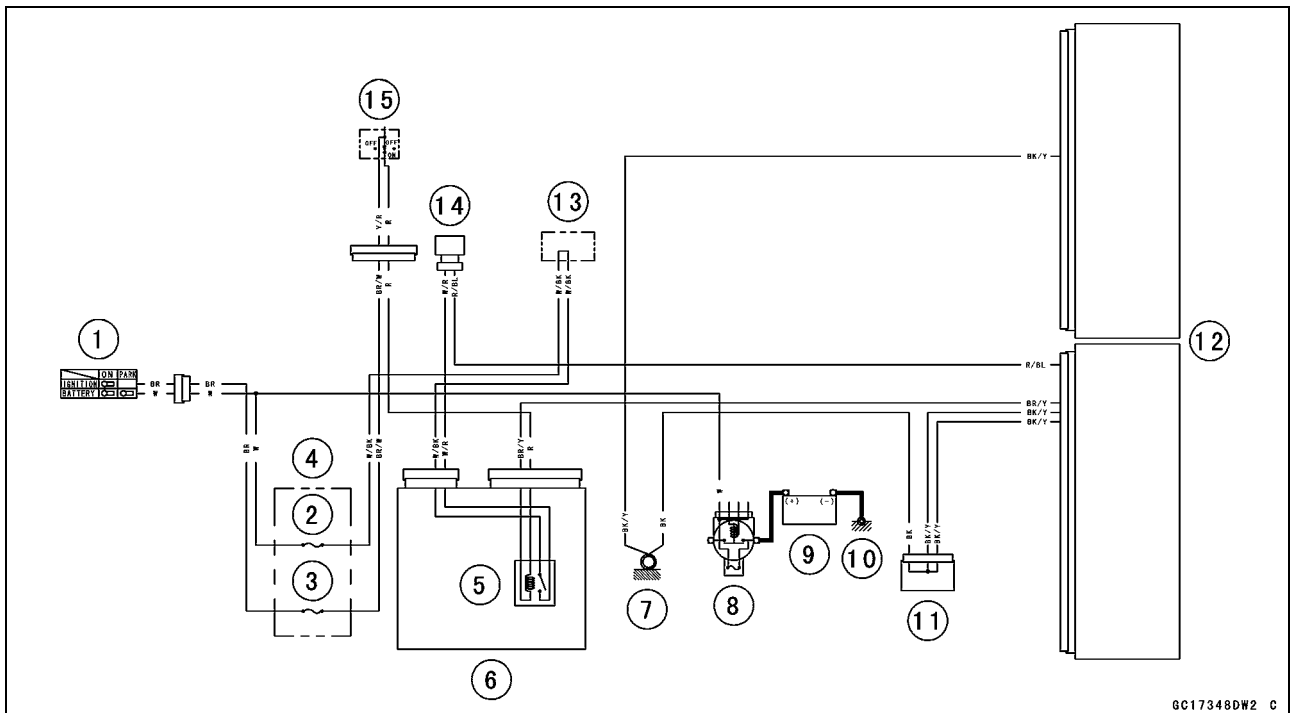 15
OFF OFF
ON
BK/Y
14
13
Y/R
R
BR/W
R
W/R
R/BL
W/BK
W/BK
1
12
ON PARK
IGNITION
BATTERY
BR BR
W W
R/BL
BR/Y
BK/Y
BK/Y
BR
W
4
W/BK
BR/W
W/BK
W/R
BR/Y
R
2
W
(+) (-)
BK/Y
BK
BK
BK/Y
BK/Y
3
5
9
10
7
8
11
6
GC17348DW2 C